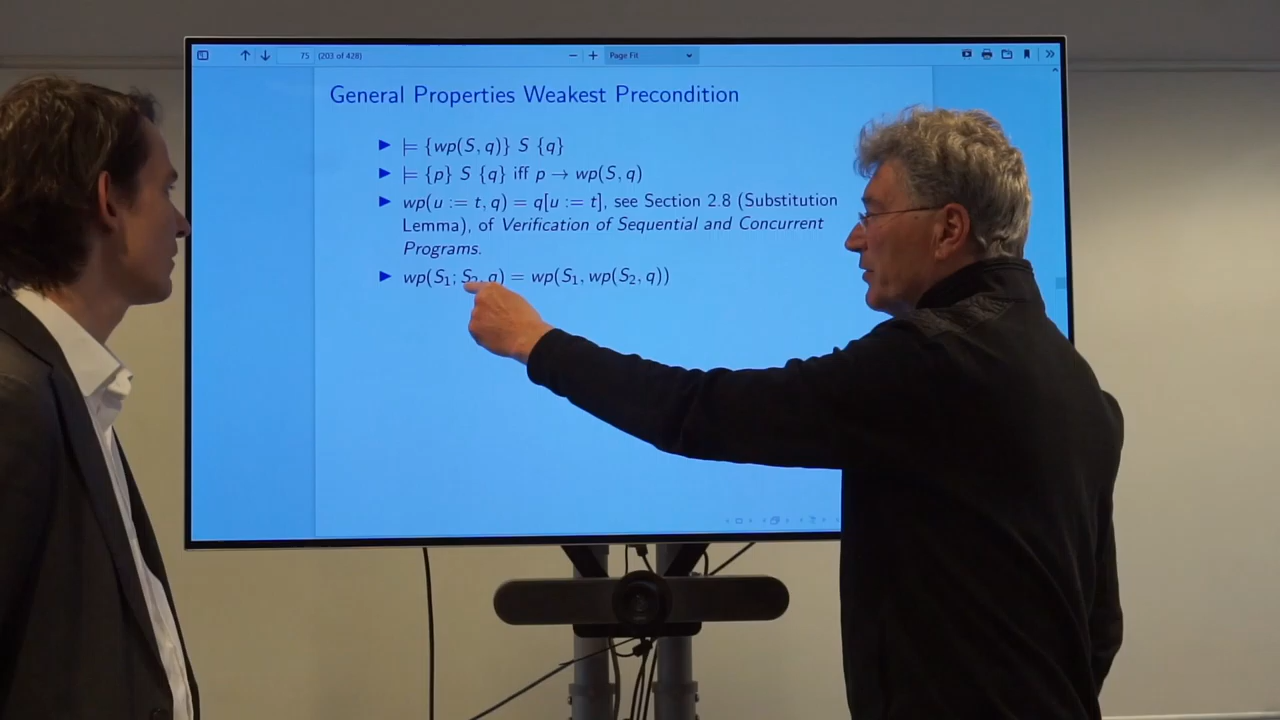 75 (203 of 428)
Page Fit
General Properties Weakest Precondition
⊨ {wp(S, q)} S {q}
⊨ {p} S {q} iff p → wp(S, q)
wp(u := t, q) = q[u := t], see Section 2.8 (Substitution
Lemma), of Verification of Sequential and Concurrent
Programs.
wp(S₁; S₂, q) = wp(S₁, wp(S₂, q))